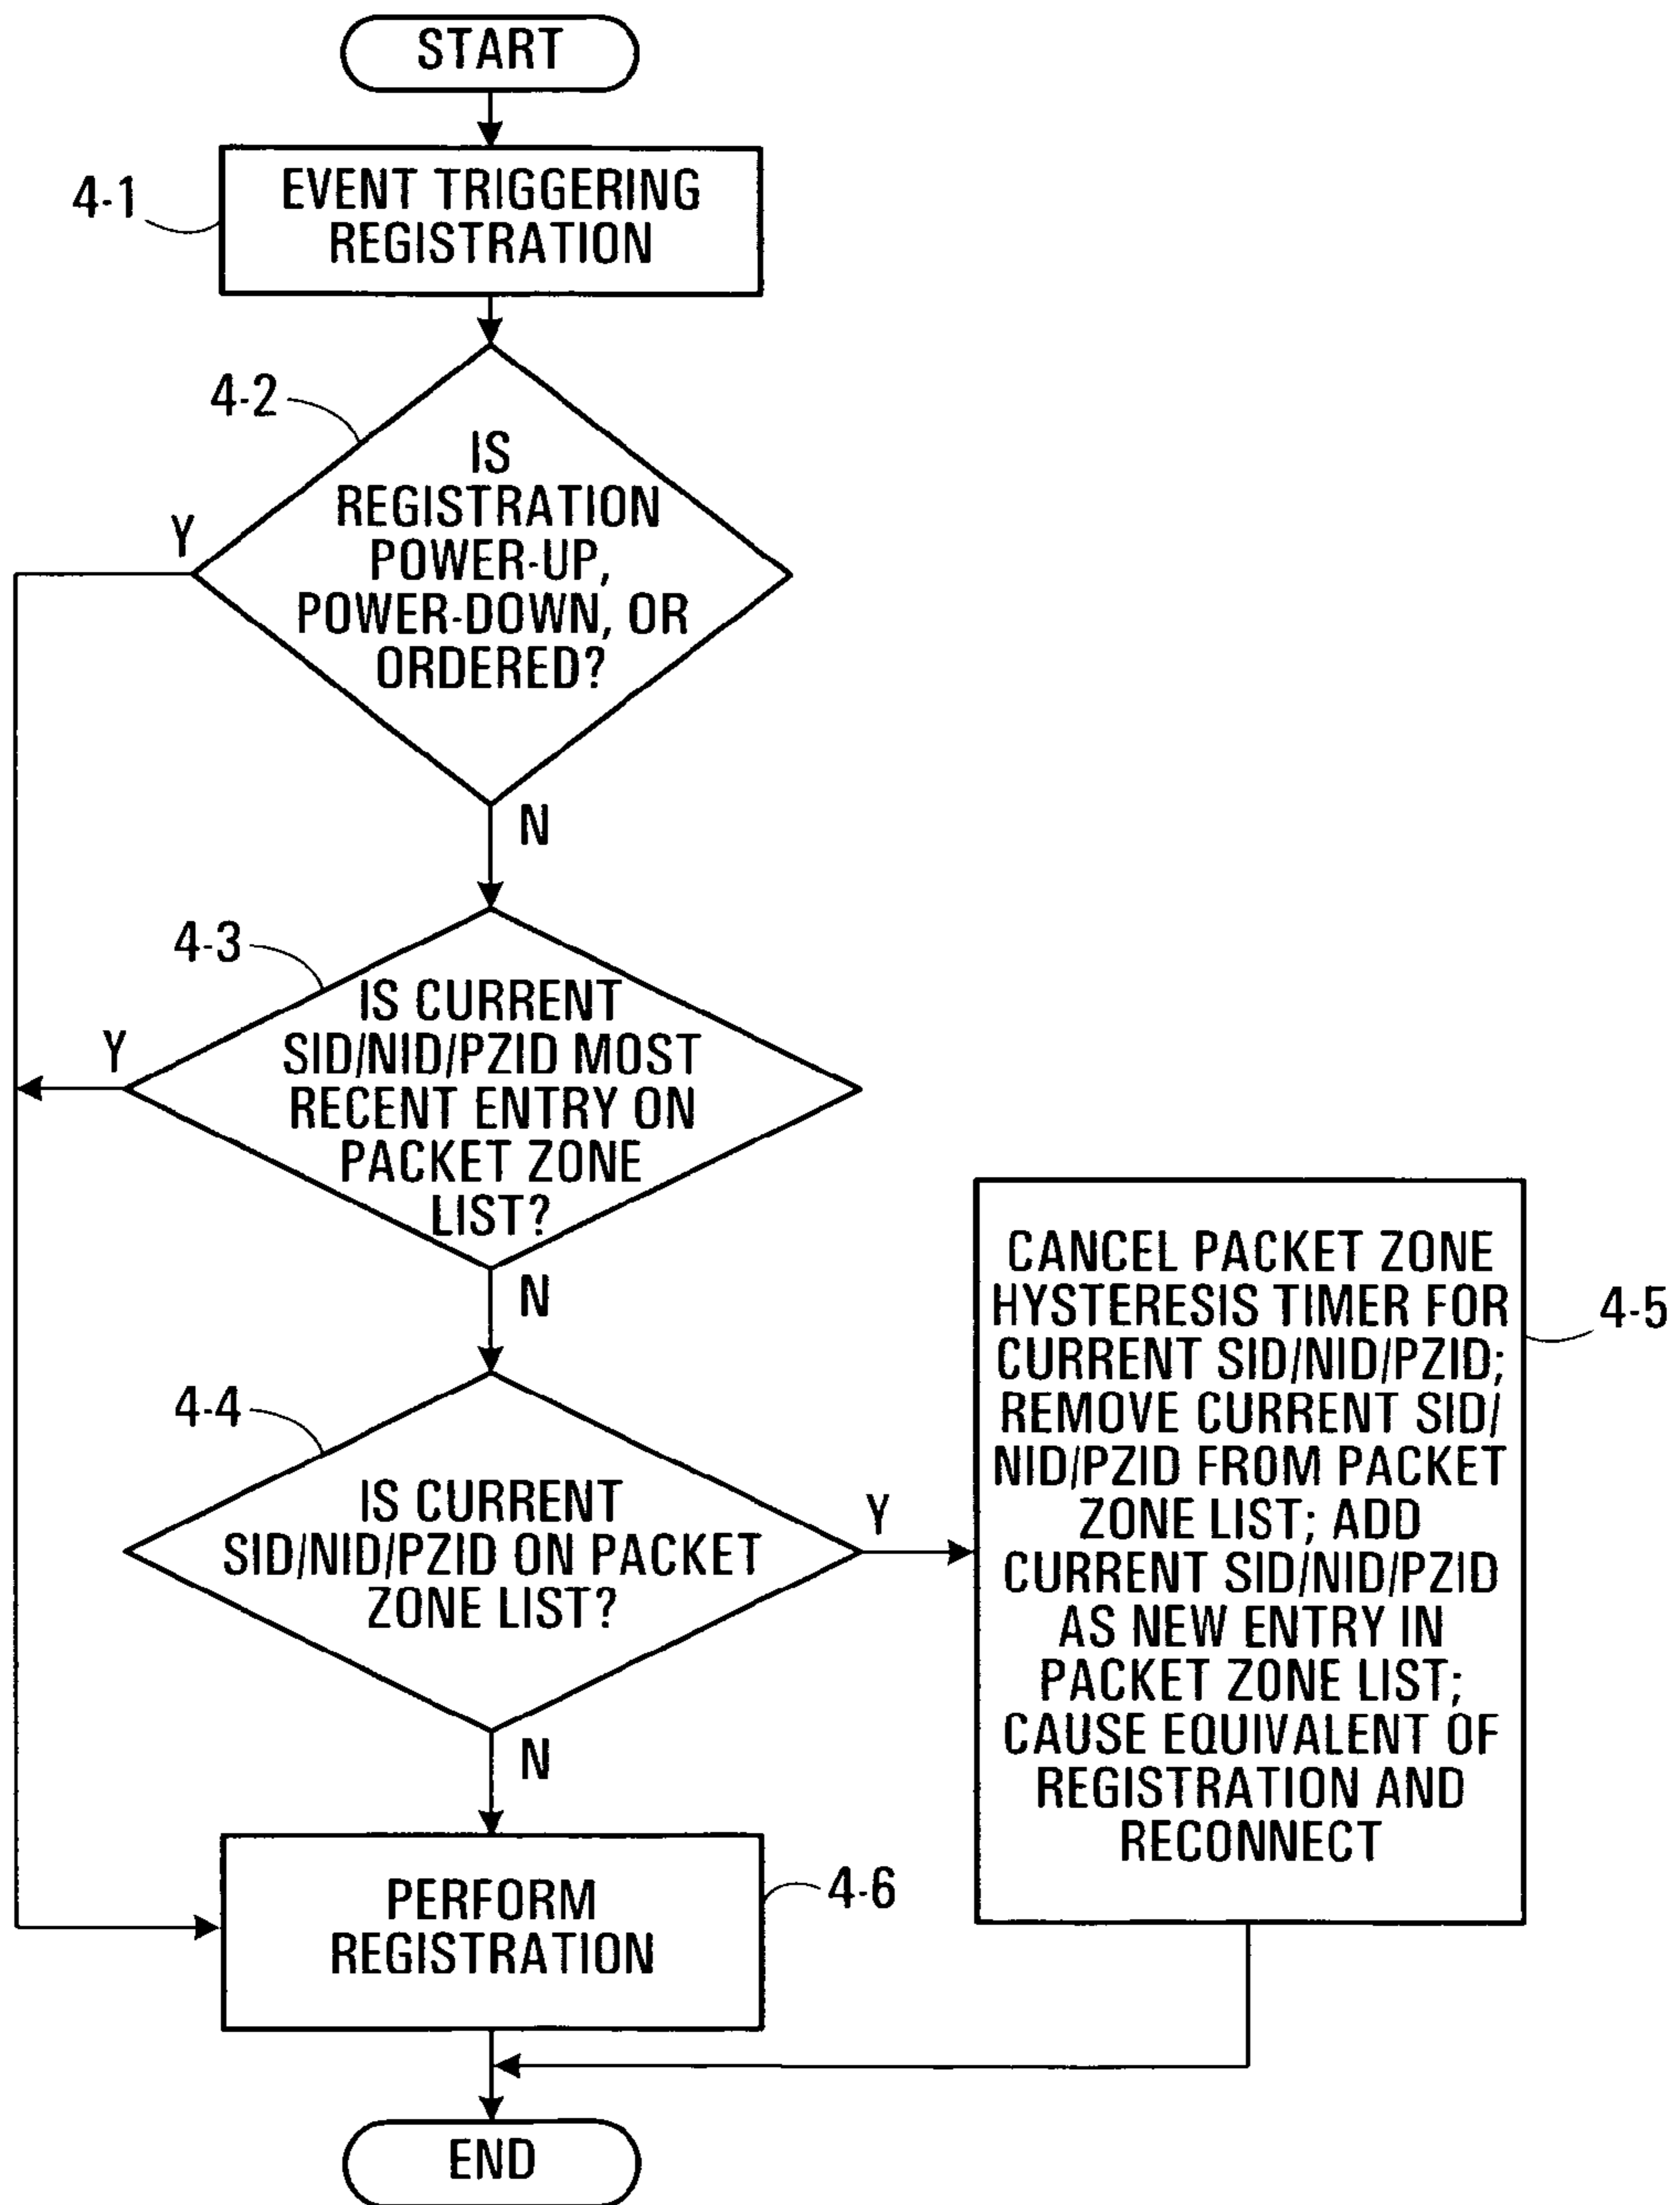 START
4-1
EVENT TRIGGERING
REGISTRATION
4-2
IS
REGISTRATION
POWER-UP,
POWER-DOWN, OR
ORDERED?
Y
N
4-3
IS CURRENT
SID/NID/PZID MOST
RECENT ENTRY ON
PACKET ZONE
LIST?
Y
N
4-4
IS CURRENT
SID/NID/PZID ON PACKET
ZONE LIST?
Y
N
CANCEL PACKET ZONE
HYSTERESIS TIMER FOR
CURRENT SID/NID/PZID;
REMOVE CURRENT SID/
NID/PZID FROM PACKET
ZONE LIST; ADD
CURRENT SID/NID/PZID
AS NEW ENTRY IN
PACKET ZONE LIST;
CAUSE EQUIVALENT OF
REGISTRATION AND
RECONNECT
4-5
PERFORM
REGISTRATION
4-6
END